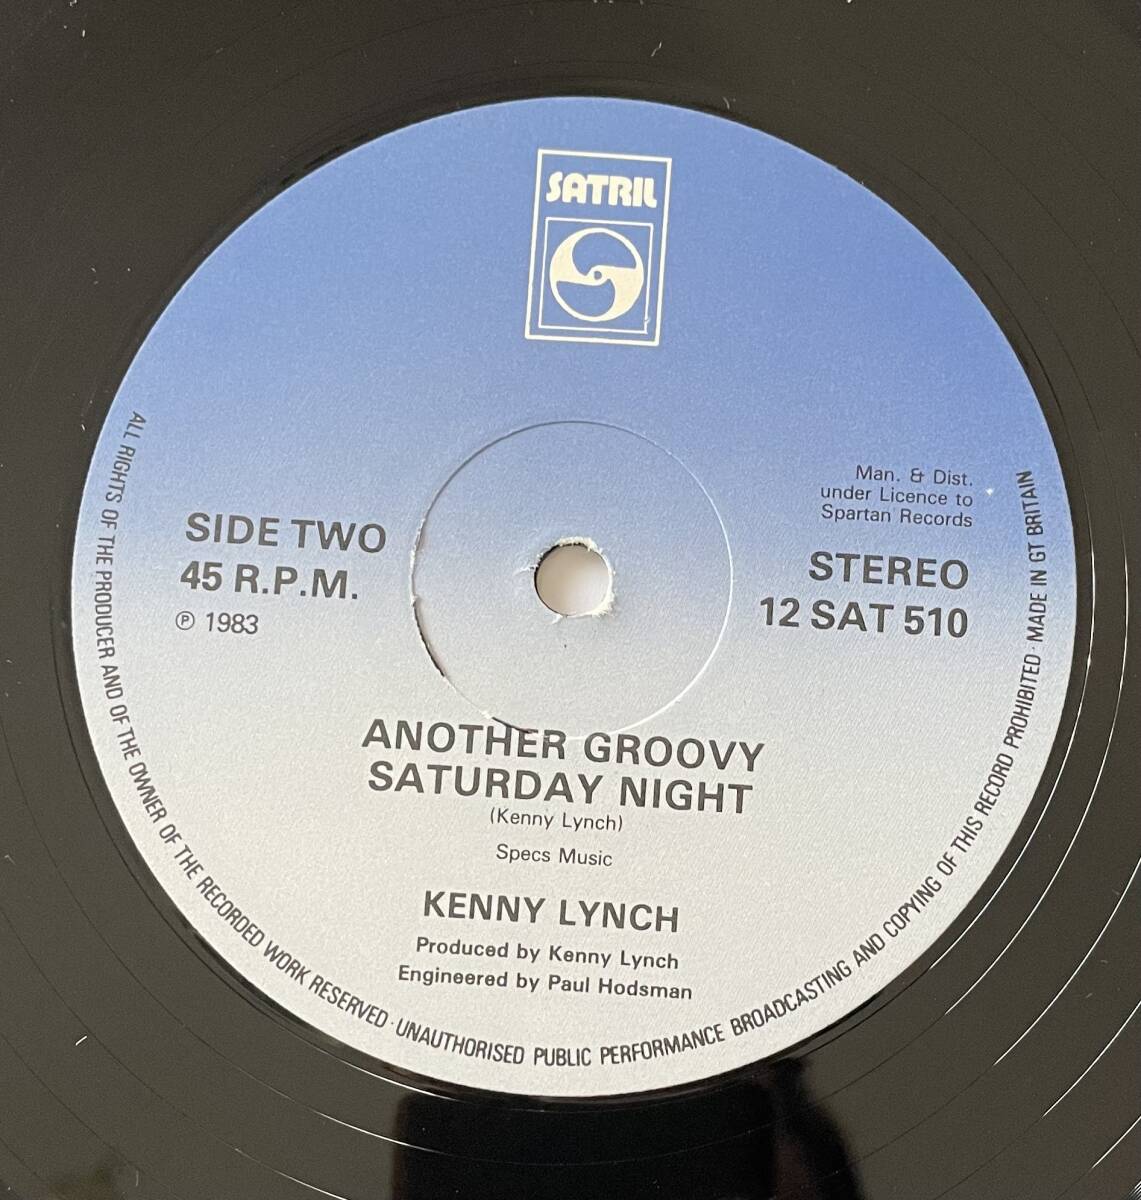 SATRIL
Man. & Dist.
under Licence to
Spartan Records
SIDE TWO
45 R.P.M.
℗ 1983
STEREO
12 SAT 510
ANOTHER GROOVY
SATURDAY NIGHT
(Kenny Lynch)
Specs Music
KENNY LYNCH
Produced by Kenny Lynch
Engineered by Paul Hodsman
ALL RIGHTS OF THE PRODUCER AND OF THE OWNER OF THE RECORDED WORK RESERVED · UNAUTHORISED PUBLIC PERFORMANCE BROADCASTING AND COPYING OF THIS RECORD PROHIBITED · MADE IN GT BRITAIN